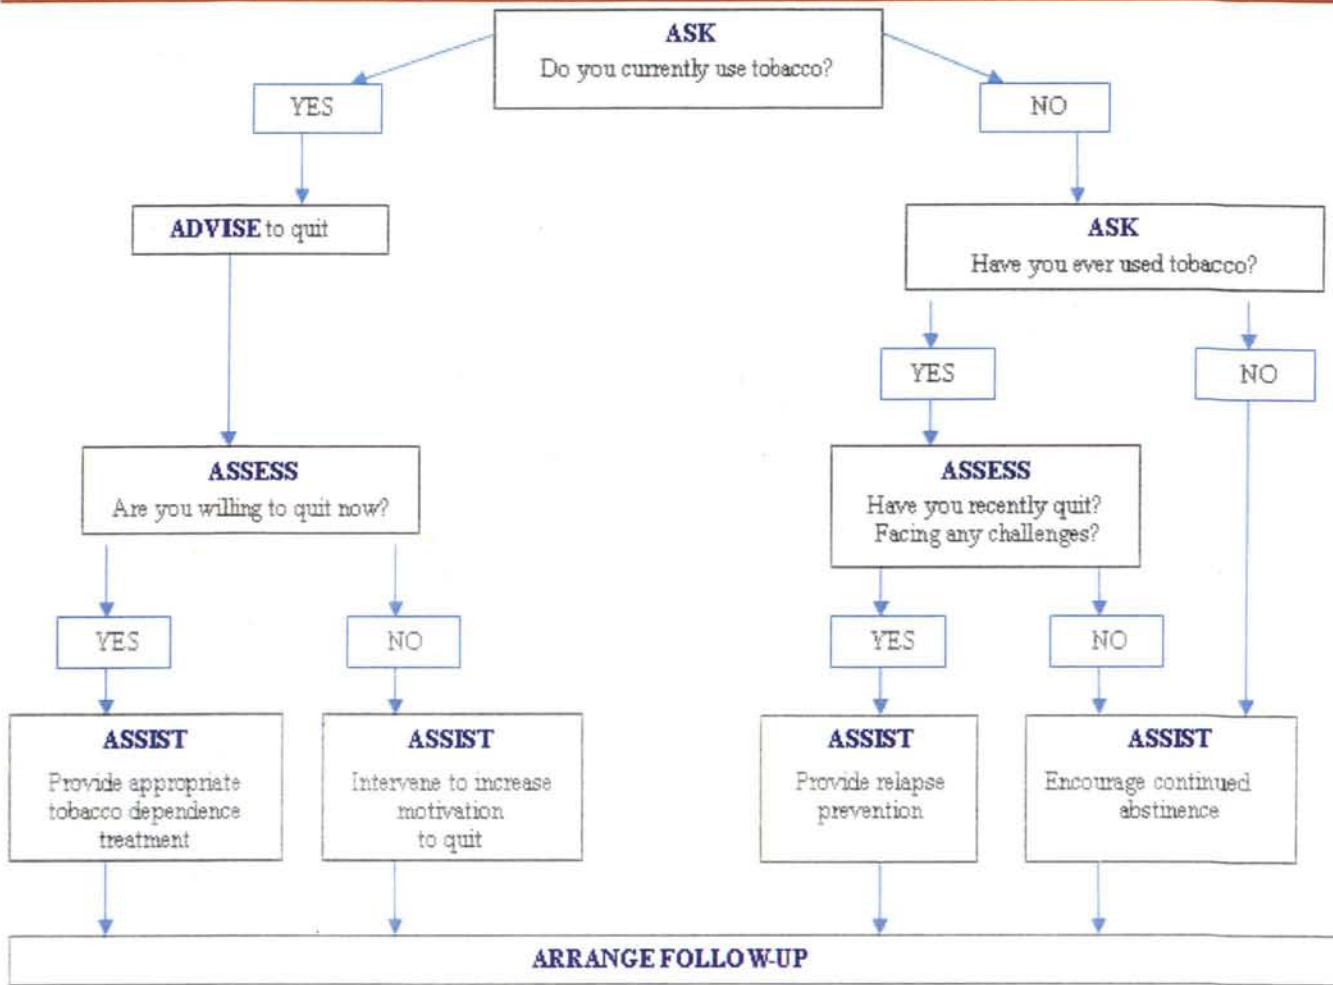 ASK
Do you currently use tobacco?
YES
NO
ADVISE to quit
ASK
Have you ever used tobacco?
YES
NO
ASSESS
Are you willing to quit now?
ASSESS
Have you recently quit?
Facing any challenges?
YES
NO
YES
NO
ASSIST
Provide appropriate
tobacco dependence
treatment
ASSIST
Intervene to increase
motivation
to quit
ASSIST
Provide relapse
prevention
ASSIST
Encourage continued
abstinence
ARRANGE FOLLOW-UP